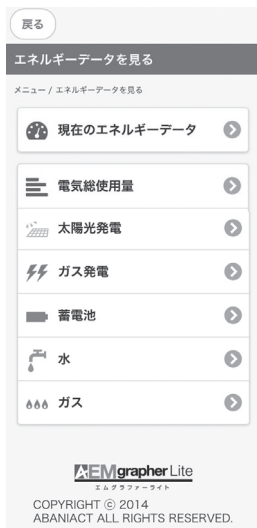 戻る
エネルギーデータを見る
メニュー / エネルギーデータを見る
現在のエネルギーデータ
電気総使用量
太陽光発電
ガス発電
蓄電池
水
ガス
AEMgrapher Lite
エムグラファーライト
COPYRIGHT © 2014
ABANIACT ALL RIGHTS RESERVED.